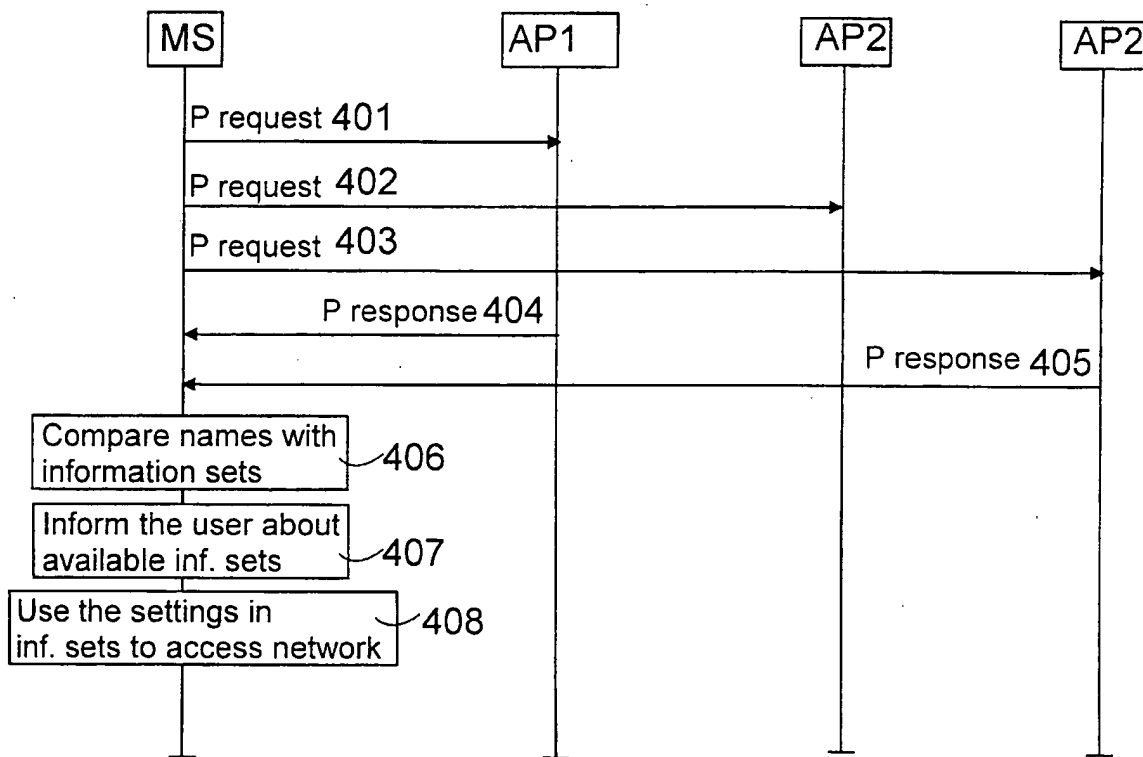 MS
AP1
AP2
AP2
P request 401
P request 402
P request 403
P response 404
P response 405
Compare names with
information sets
406
Inform the user about
available inf. sets
407
Use the settings in
inf. sets to access network
408